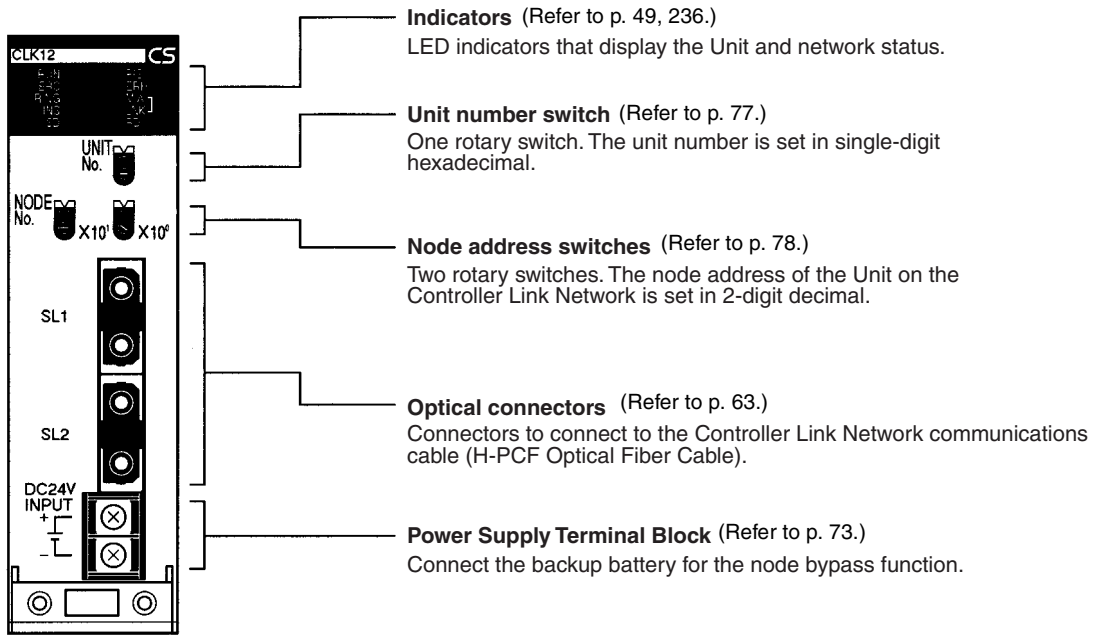 Indicators (Refer to p. 49, 236.)
LED indicators that display the Unit and network status.
CLK12
CS
Unit number switch (Refer to p. 77.)
One rotary switch. The unit number is set in single-digit
hexadecimal.
UNIT
No.
NODE
No.
X10¹
X10⁰
Node address switches (Refer to p. 78.)
Two rotary switches. The node address of the Unit on the
Controller Link Network is set in 2-digit decimal.
SL1
Optical connectors (Refer to p. 63.)
Connectors to connect to the Controller Link Network communications
cable (H-PCF Optical Fiber Cable).
SL2
DC24V
INPUT
+
–
Power Supply Terminal Block (Refer to p. 73.)
Connect the backup battery for the node bypass function.